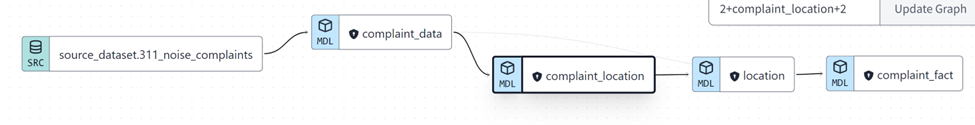 2+complaint_location+2
Update Graph
complaint_data
MDL
source_dataset.311_noise_complaints
SRC
complaint_location
MDL
location
MDL
complaint_fact
MDL